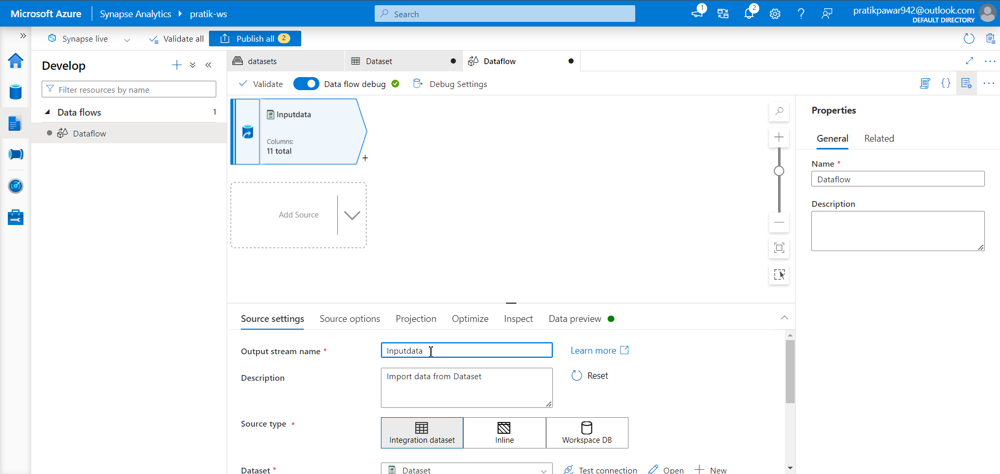 Microsoft Azure
Synapse Analytics
pratik-ws
Search
1
2
pratikpawar942@outlook.com
DEFAULT DIRECTORY
Synapse live
Validate all
Publish all
2
Develop
Filter resources by name
Data flows
1
Dataflow
datasets
Dataset
Dataflow
Validate
Data flow debug
Debug Settings
Inputdata
Columns:
11 total
+
Add Source
Properties
General
Related
Name *
Dataflow
Description
Source settings
Source options
Projection
Optimize
Inspect
Data preview
Output stream name *
Inputdata
Learn more
Description
Import data from Dataset
Reset
Source type *
Integration dataset
Inline
Workspace DB
Dataset *
Dataset
Test connection
Open
New